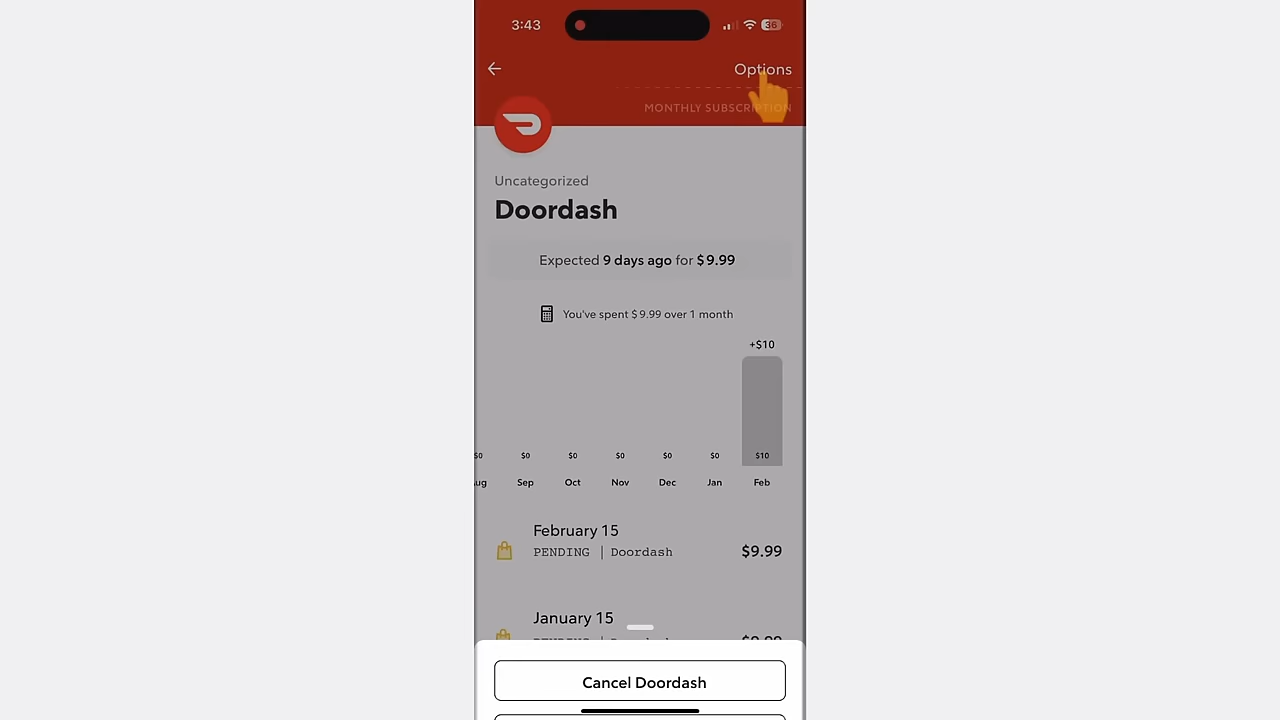 3:43
36
Options
MONTHLY SUBSCRIPTION
Uncategorized
Doordash
Expected 9 days ago for $9.99
You've spent $9.99 over 1 month
+$10
$0 $0 $0 $0 $0 $0 $10
ug Sep Oct Nov Dec Jan Feb
February 15
PENDING | Doordash $9.99
January 15
Cancel Doordash